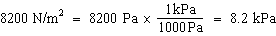 8200 N/m² = 8200 Pa × 1kPa/1000Pa = 8.2 kPa